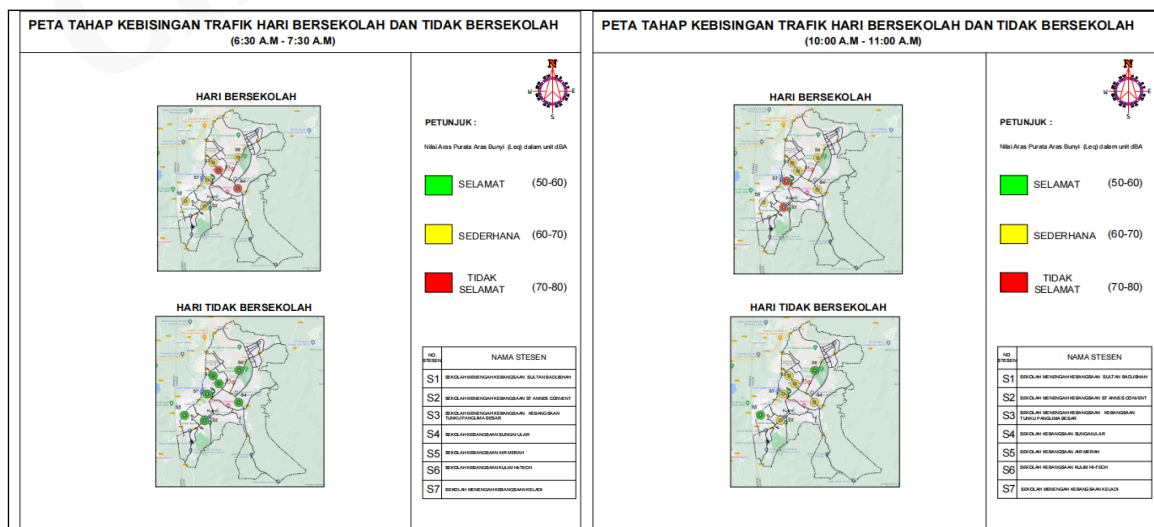 PETA TAHAP KEBISINGAN TRAFIK HARI BERSEKOLAH DAN TIDAK BERSEKOLAH
(6:30 A.M - 7:30 A.M)
HARI BERSEKOLAH
HARI TIDAK BERSEKOLAH
N
W
E
S
PETUNJUK :
Nilai Aras Purata Aras Bunyi (Leq) dalam unit dBA
SELAMAT (50-60)
SEDERHANA (60-70)
TIDAK
SELAMAT (70-80)
NO STESEN NAMA STESEN
S1 SEKOLAH MENENGAH KEBANGSAAN SULTAN BADLISHAH
S2 SEKOLAH MENENGAH KEBANGSAAN ST ANNES CONVENT
S3 SEKOLAH MENENGAH KEBANGSAAN KEBANGSAAN
TUNKU PANGLIMA BESAR
S4 SEKOLAH KEBANGSAAN SUNGAI ULAR
S5 SEKOLAH KEBANGSAAN AIR MERAH
S6 SEKOLAH KEBANGSAAN KULIM HI-TECH
S7 SEKOLAH MENENGAH KEBANGSAAN KELADI
PETA TAHAP KEBISINGAN TRAFIK HARI BERSEKOLAH DAN TIDAK BERSEKOLAH
(10:00 A.M - 11:00 A.M)
HARI BERSEKOLAH
HARI TIDAK BERSEKOLAH
N
W
E
S
PETUNJUK :
Nilai Aras Purata Aras Bunyi (Leq) dalam unit dBA
SELAMAT (50-60)
SEDERHANA (60-70)
TIDAK
SELAMAT (70-80)
NO STESEN NAMA STESEN
S1 SEKOLAH MENENGAH KEBANGSAAN SULTAN BADLISHAH
S2 SEKOLAH MENENGAH KEBANGSAAN ST ANNES CONVENT
S3 SEKOLAH MENENGAH KEBANGSAAN KEBANGSAAN
TUNKU PANGLIMA BESAR
S4 SEKOLAH KEBANGSAAN SUNGAI ULAR
S5 SEKOLAH KEBANGSAAN AIR MERAH
S6 SEKOLAH KEBANGSAAN KULIM HI-TECH
S7 SEKOLAH MENENGAH KEBANGSAAN KELADI